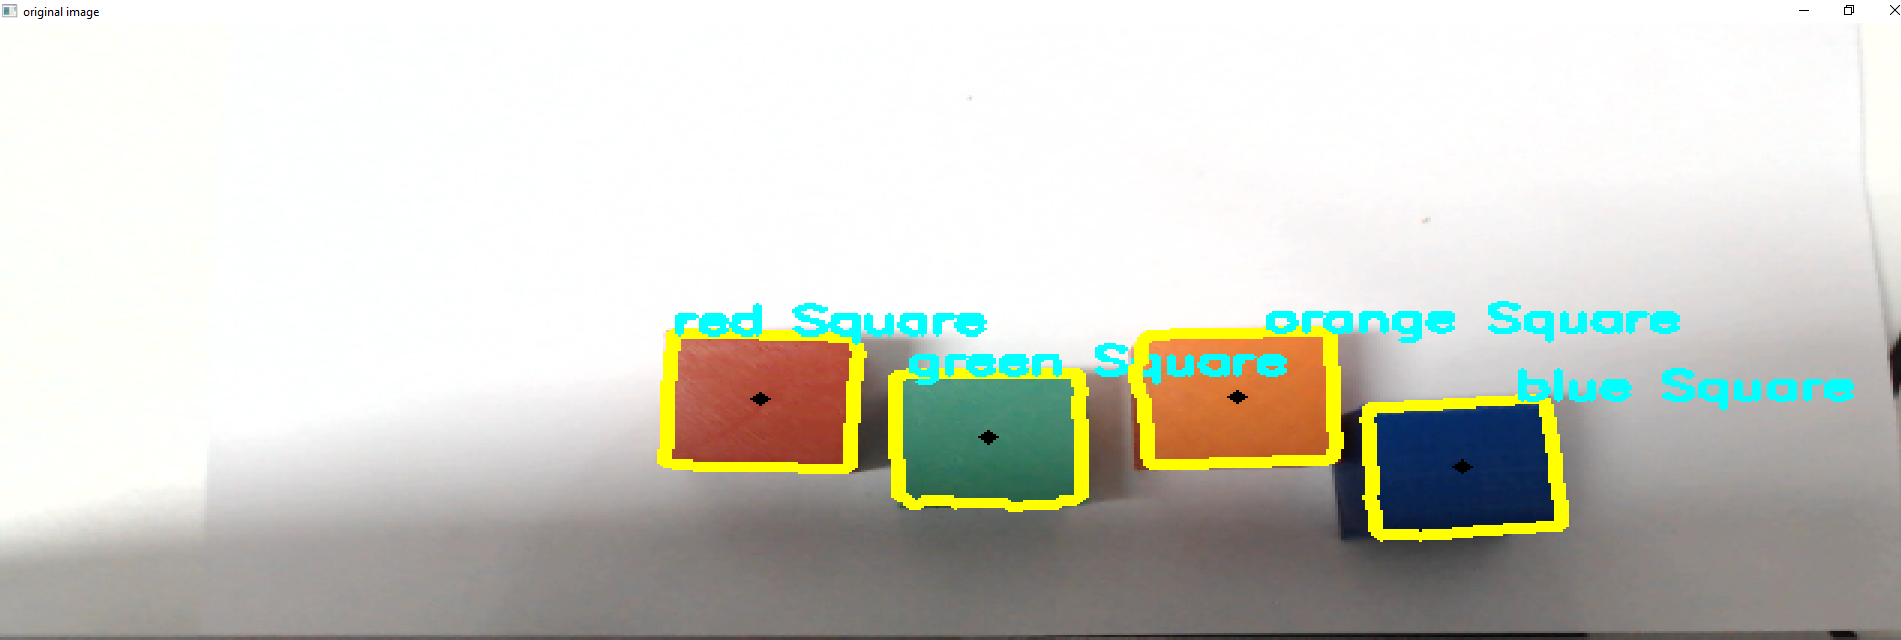 original image
red Square
orange Square
green Square
blue Square